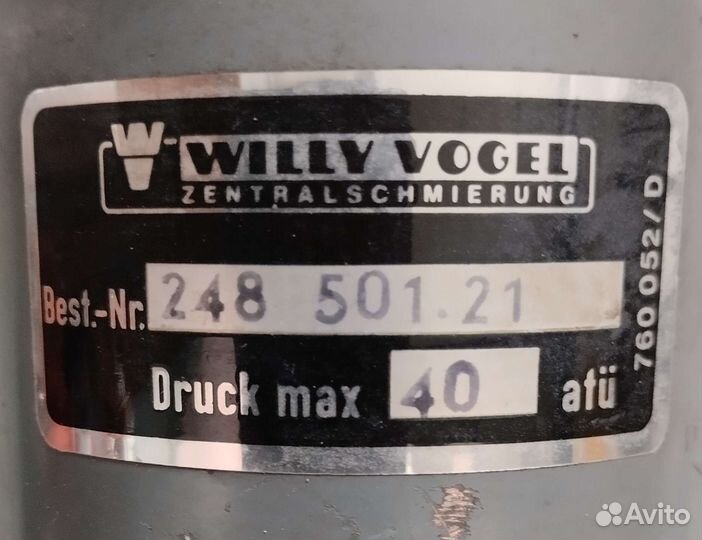 WILLY VOGEL
ZENTRALSCHMIERUNG
Best.-Nr. 248 501.21
Druck max 40 atü
760 052/D
Avito